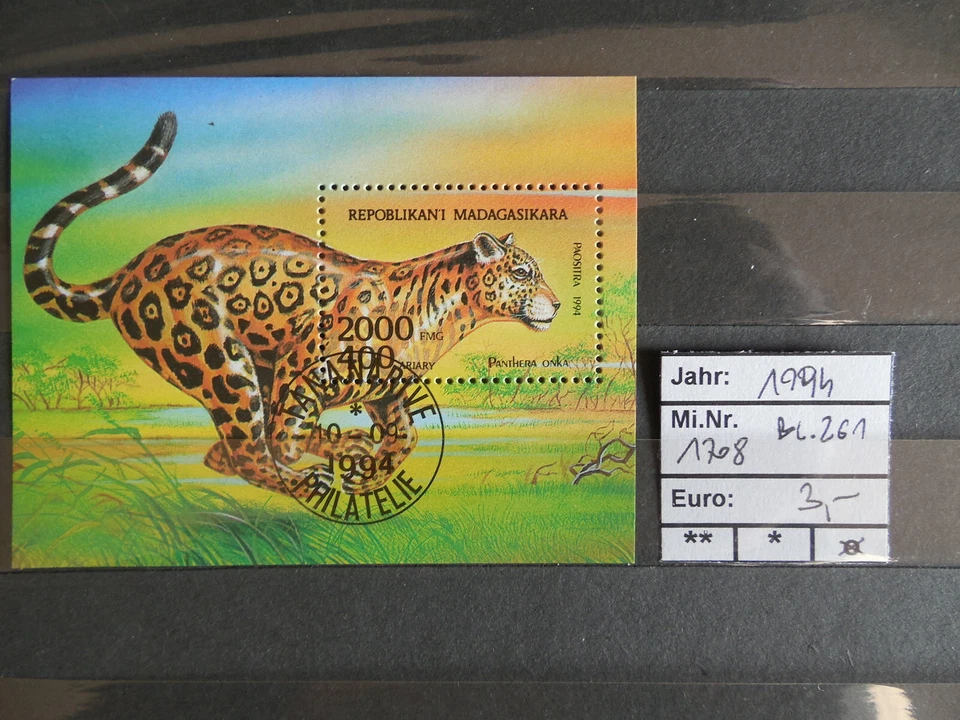 REPOBLIKAN'I MADAGASIKARA
PAOSITRA 1994
2000 FMG
400 ARIARY
PANTHERA ONKA
ANTANANARIVE
*
10-09-
1994
PHILATELIE
Jahr: 1994
Mi.Nr. BL.261
1708
Euro: 3,-
** *